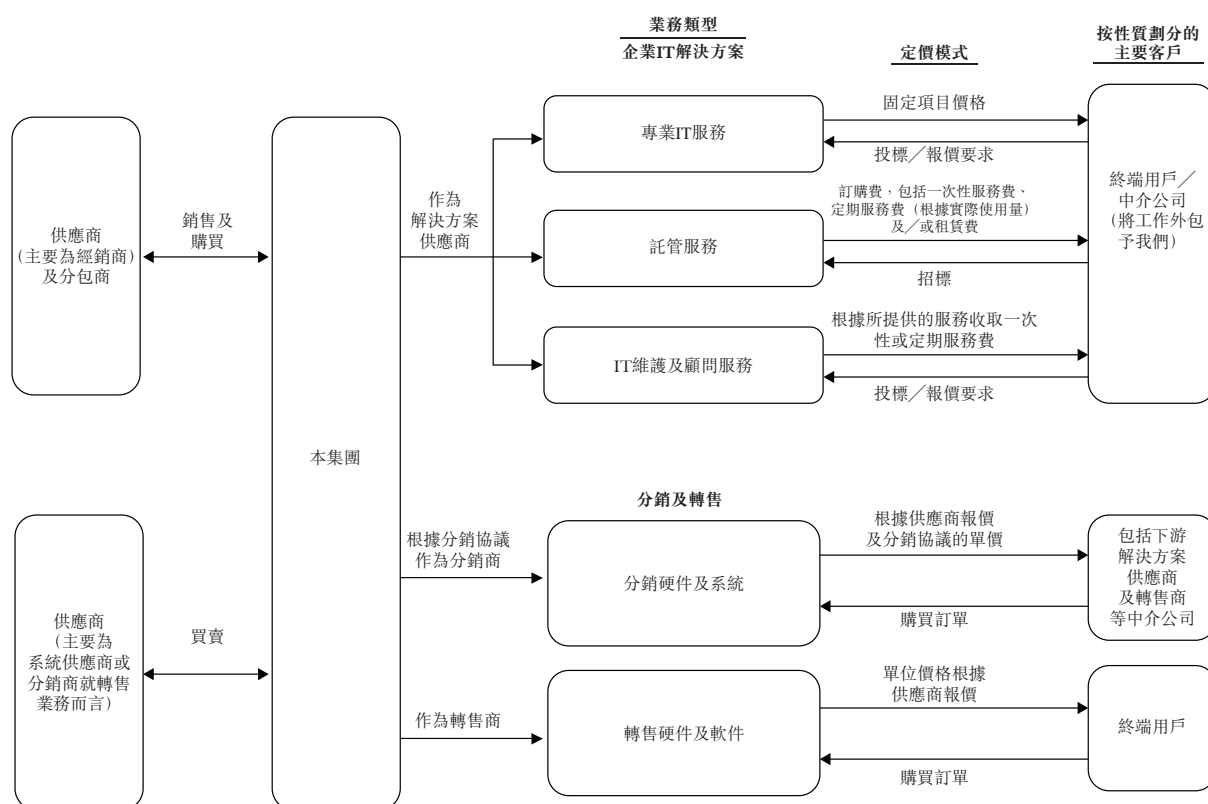 業務類型
企業IT解決方案
定價模式
按性質劃分的
主要客戶
供應商
(主要為經銷商)
及分包商
銷售及
購買
本集團
作為
解決方案
供應商
專業IT服務
固定項目價格
投標／報價要求
託管服務
訂購費，包括一次性服務費、
定期服務費（根據實際使用量）
及／或租賃費
招標
IT維護及顧問服務
根據所提供的服務收取一次
性或定期服務費
投標／報價要求
終端用戶／
中介公司
(將工作外包
予我們)
分銷及轉售
供應商
(主要為
系統供應商或
分銷商就轉售
業務而言)
買賣
根據分銷協議
作為分銷商
分銷硬件及系統
根據供應商報價
及分銷協議的單價
購買訂單
包括下游
解決方案
供應商
及轉售商
等中介公司
作為轉售商
轉售硬件及軟件
單位價格根據
供應商報價
購買訂單
終端用戶